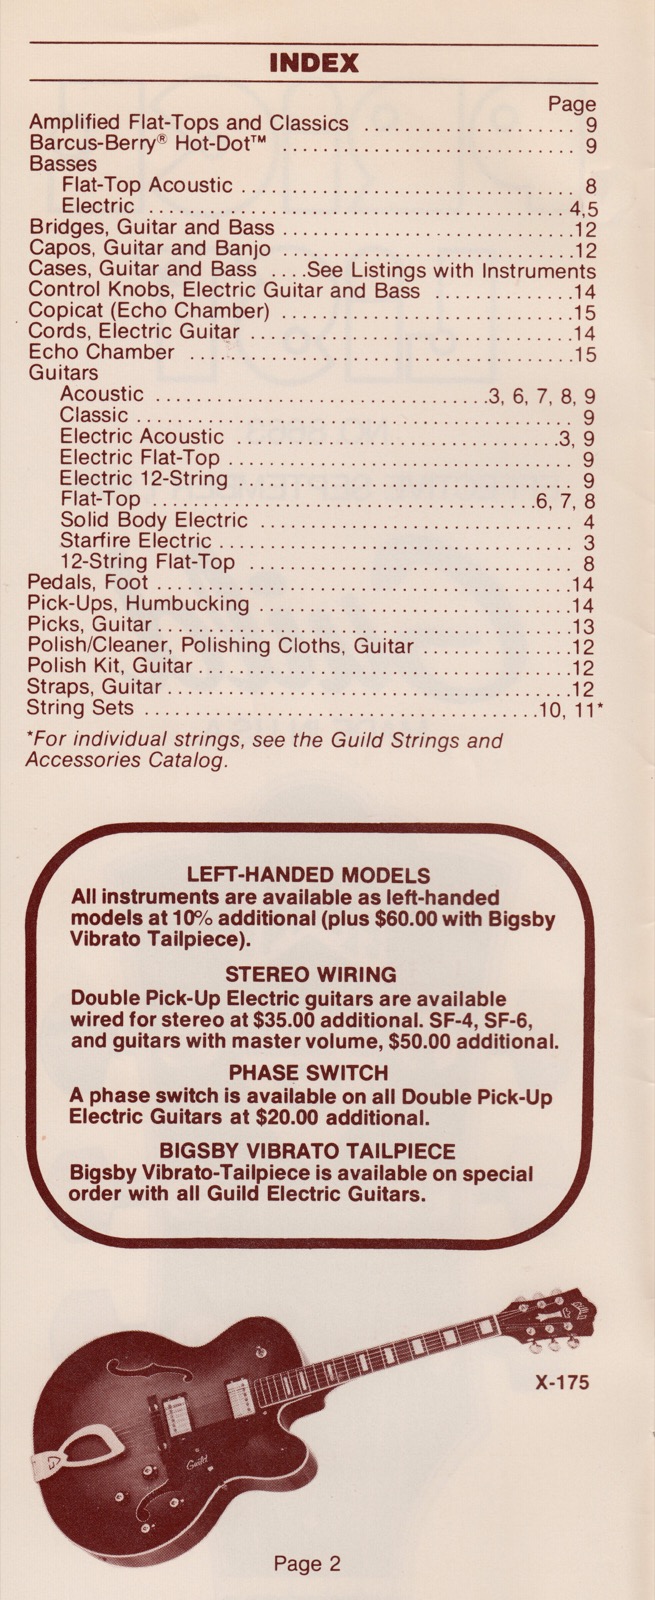 INDEX
Page
Amplified Flat-Tops and Classics ........................ 9
Barcus-Berry® Hot-Dot™ ................................ 9
Basses
Flat-Top Acoustic ...................................... 8
Electric ................................................ 4,5
Bridges, Guitar and Bass ................................ 12
Capos, Guitar and Banjo ................................ 12
Cases, Guitar and Bass ....See Listings with Instruments
Control Knobs, Electric Guitar and Bass ............... 14
Copicat (Echo Chamber) ................................ 15
Cords, Electric Guitar .................................. 14
Echo Chamber .......................................... 15
Guitars
Acoustic ...................................3, 6, 7, 8, 9
Classic ................................................. 9
Electric Acoustic ..................................3, 9
Electric Flat-Top ....................................... 9
Electric 12-String ...................................... 9
Flat-Top ...........................................6, 7, 8
Solid Body Electric .................................... 4
Starfire Electric ........................................ 3
12-String Flat-Top ..................................... 8
Pedals, Foot ............................................14
Pick-Ups, Humbucking ..................................14
Picks, Guitar ............................................13
Polish/Cleaner, Polishing Cloths, Guitar ................12
Polish Kit, Guitar ........................................12
Straps, Guitar ............................................12
String Sets ..........................................10, 11*
*For individual strings, see the Guild Strings and
Accessories Catalog.
LEFT-HANDED MODELS
All instruments are available as left-handed
models at 10% additional (plus $60.00 with Bigsby
Vibrato Tailpiece).
STEREO WIRING
Double Pick-Up Electric guitars are available
wired for stereo at $35.00 additional. SF-4, SF-6,
and guitars with master volume, $50.00 additional.
PHASE SWITCH
A phase switch is available on all Double Pick-Up
Electric Guitars at $20.00 additional.
BIGSBY VIBRATO TAILPIECE
Bigsby Vibrato-Tailpiece is available on special
order with all Guild Electric Guitars.
Guild
X-175
Guild
Page 2